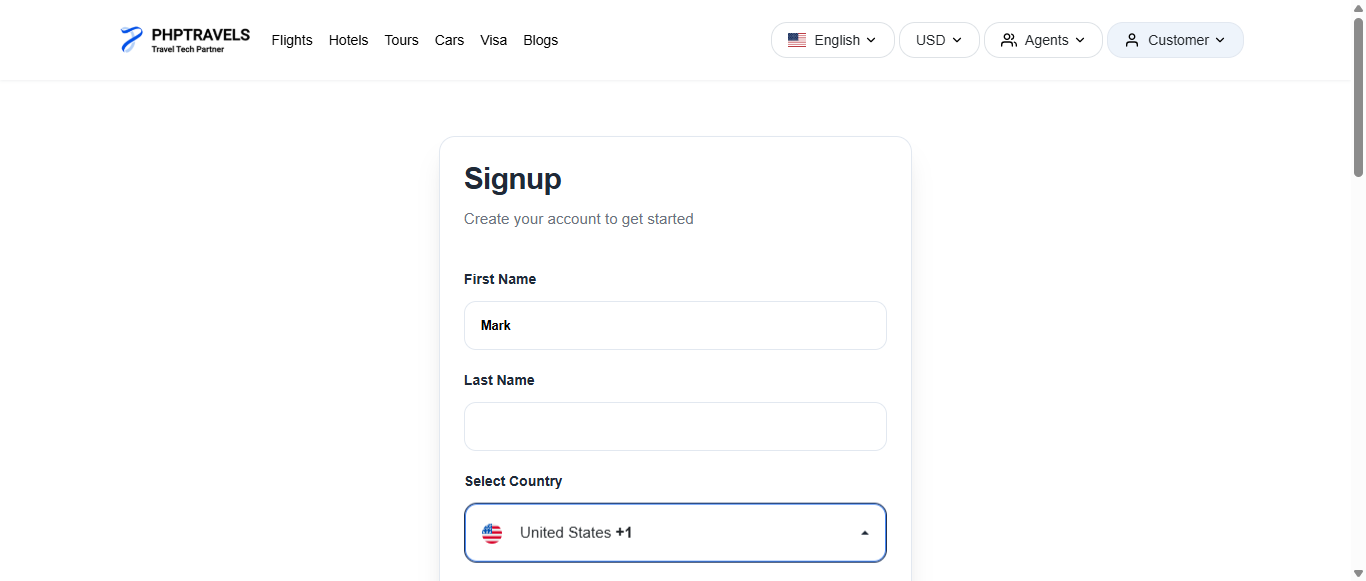 PHPTRAVELS
Travel Tech Partner
Flights Hotels Tours Cars Visa Blogs
English USD Agents Customer
Signup
Create your account to get started
First Name
Mark
Last Name
Select Country
United States +1